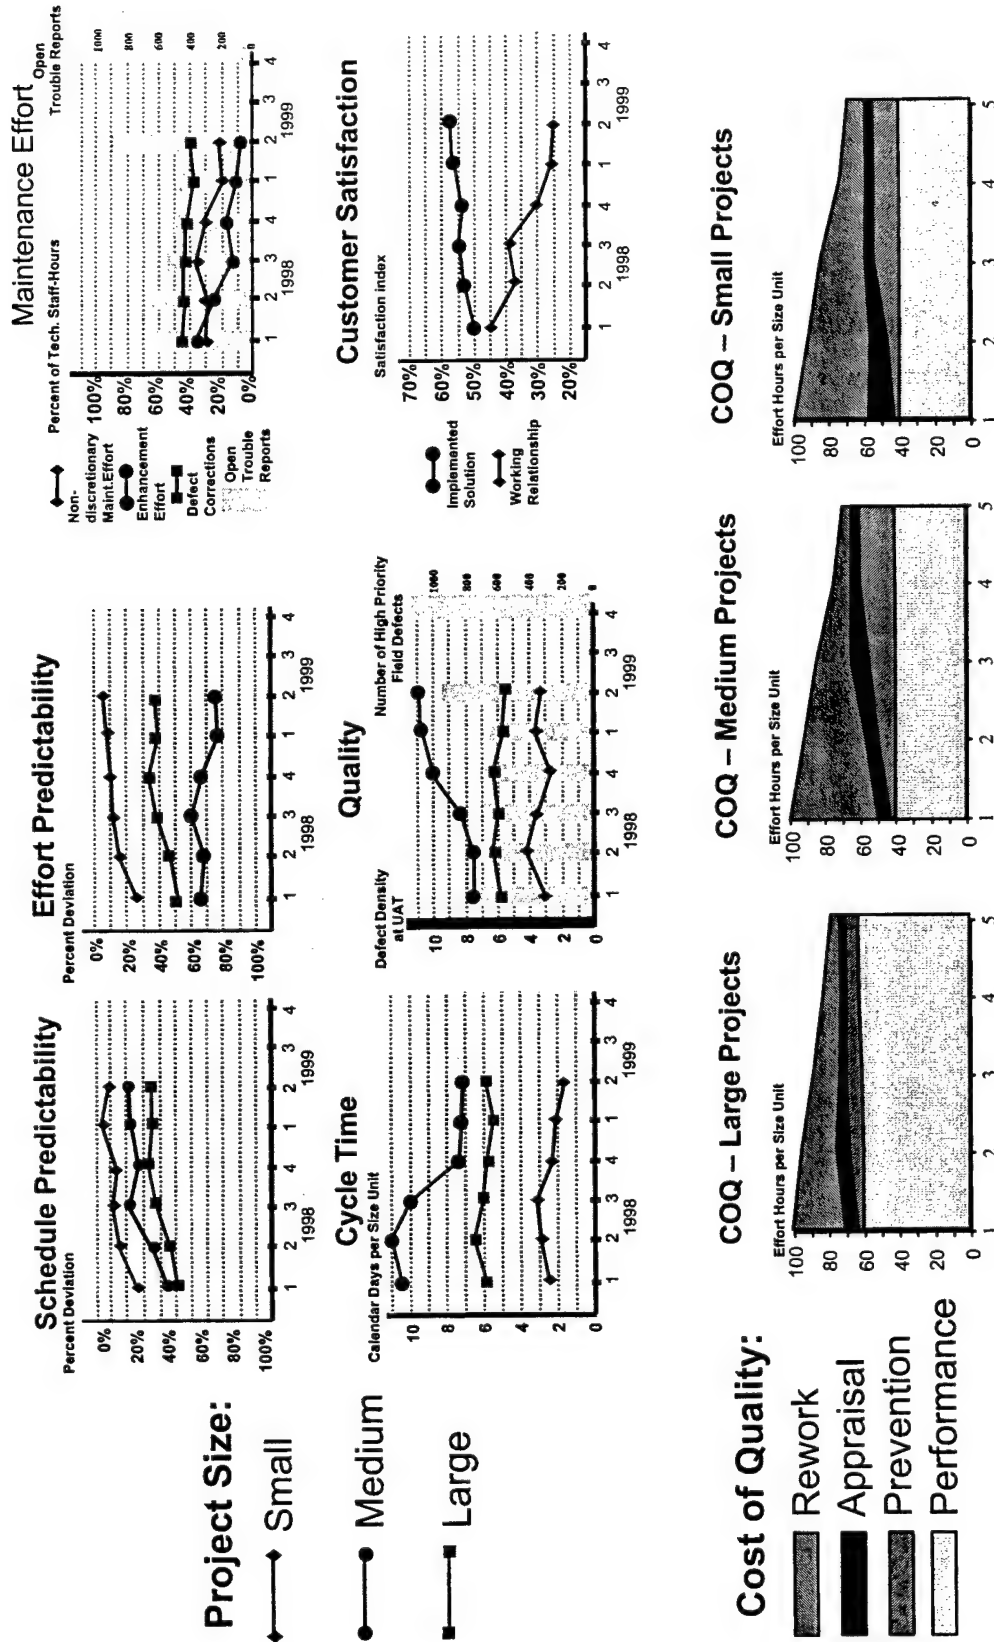 Project Size:
Small
Medium
Large
Schedule Predictability
Percent Deviation
0%
20%
40%
60%
80%
100%
1 2 3 4 1 2 3 4
1998 1999
Effort Predictability
Percent Deviation
0%
20%
40%
60%
80%
100%
1 2 3 4 1 2 3 4
1998 1999
Maintenance Effort
Percent of Tech. Staff-Hours
Open
Trouble Reports
Non-
discretionary
Maint.Effort
Enhancement
Effort
Defect
Corrections
Open
Trouble
Reports
100%
80%
60%
40%
20%
0%
1000
800
600
400
200
0
1 2 3 4 1 2 3 4
1998 1999
Cycle Time
Calendar Days per Size Unit
10
8
6
4
2
0
1 2 3 4 1 2 3 4
1998 1999
Quality
Defect Density
at UAT
Number of High Priority
Field Defects
10
8
6
4
2
0
1000
800
600
400
200
0
1 2 3 4 1 2 3 4
1998 1999
Customer Satisfaction
Satisfaction index
Implemented
Solution
Working
Relationship
70%
60%
50%
40%
30%
20%
1 2 3 4 1 2 3 4
1998 1999
Cost of Quality:
Rework
Appraisal
Prevention
Performance
COQ – Large Projects
Effort Hours per Size Unit
100
80
60
40
20
0
1 2 3 4 5
COQ – Medium Projects
Effort Hours per Size Unit
100
80
60
40
20
0
1 2 3 4 5
COQ – Small Projects
Effort Hours per Size Unit
100
80
60
40
20
0
1 2 3 4 5